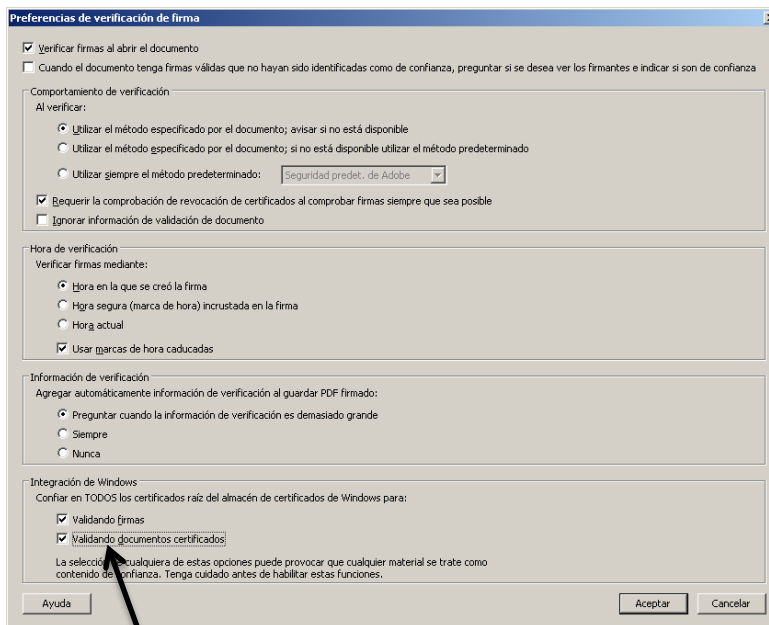 Preferencias de verificación de firma
Verificar firmas al abrir el documento
Cuando el documento tenga firmas válidas que no hayan sido identificadas como de confianza, preguntar si se desea ver los firmantes e indicar si son de confianza
Comportamiento de verificación
Al verificar:
Utilizar el método especificado por el documento; avisar si no está disponible
Utilizar el método especificado por el documento; si no está disponible utilizar el método predeterminado
Utilizar siempre el método predeterminado: Seguridad predet. de Adobe
Requerir la comprobación de revocación de certificados al comprobar firmas siempre que sea posible
Ignorar información de validación de documento
Hora de verificación
Verificar firmas mediante:
Hora en la que se creó la firma
Hora segura (marca de hora) incrustada en la firma
Hora actual
Usar marcas de hora caducadas
Información de verificación
Agregar automáticamente información de verificación al guardar PDF firmado:
Preguntar cuando la información de verificación es demasiado grande
Siempre
Nunca
Integración de Windows
Confiar en TODOS los certificados raíz del almacén de certificados de Windows para:
Validando firmas
Validando documentos certificados
La selección de cualquiera de estas opciones puede provocar que cualquier material se trate como
contenido de confianza. Tenga cuidado antes de habilitar estas funciones.
Ayuda Aceptar Cancelar